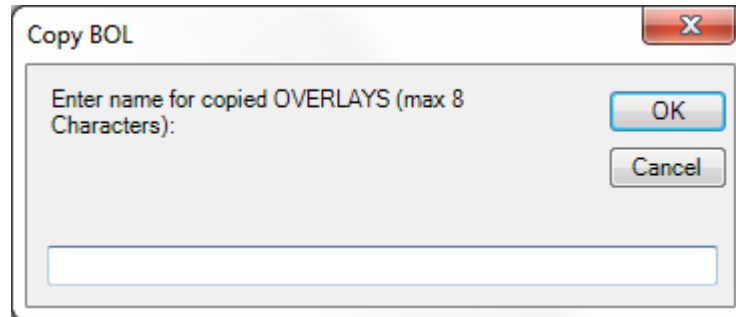 Copy BOL
Enter name for copied OVERLAYS (max 8
Characters):
OK
Cancel